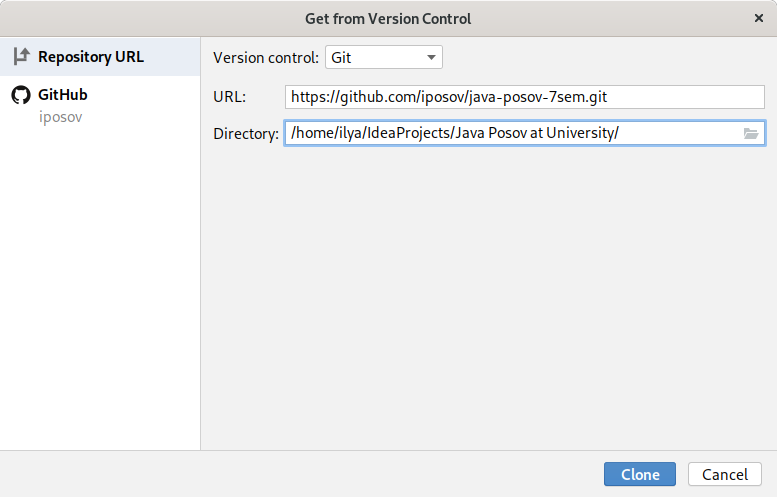 Get from Version Control
Repository URL
GitHub
iposov
Version control: Git
URL: https://github.com/iposov/java-posov-7sem.git
Directory: /home/ilya/IdeaProjects/Java Posov at University/
Clone Cancel